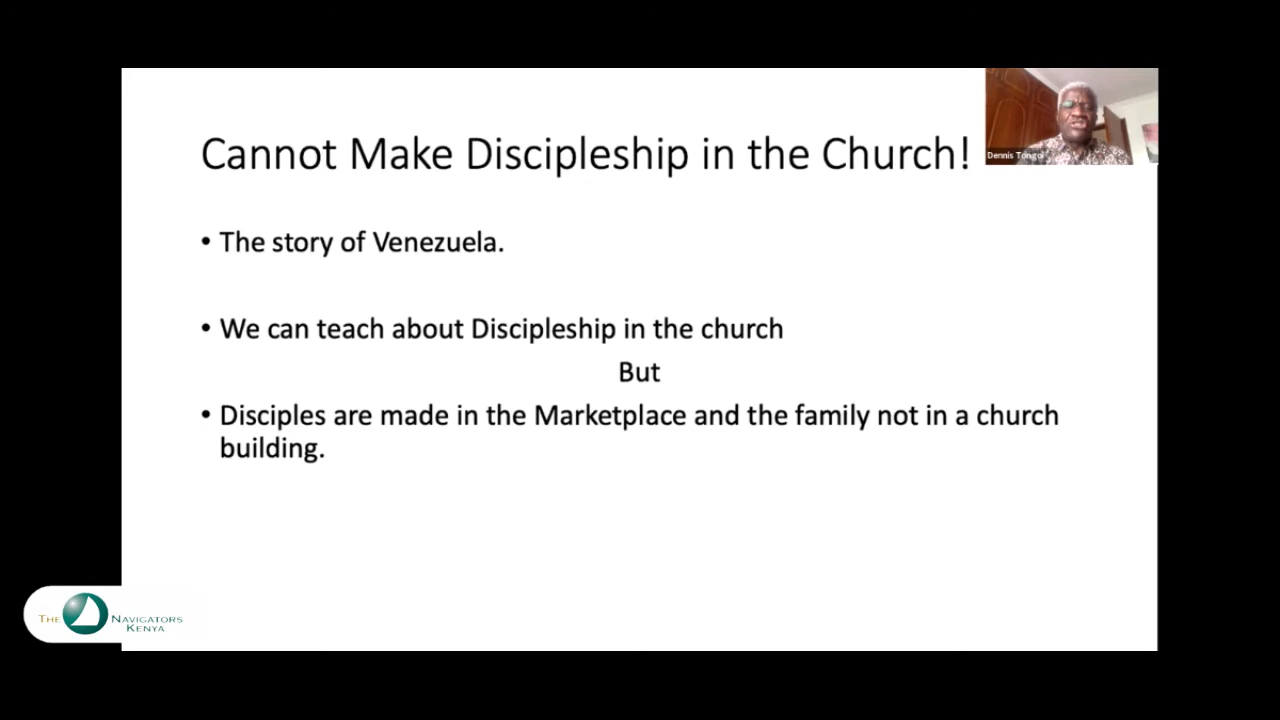 Cannot Make Discipleship in the Church!
Dennis Tongoi
• The story of Venezuela.
• We can teach about Discipleship in the church
But
• Disciples are made in the Marketplace and the family not in a church
building.
THE NAVIGATORS
KENYA